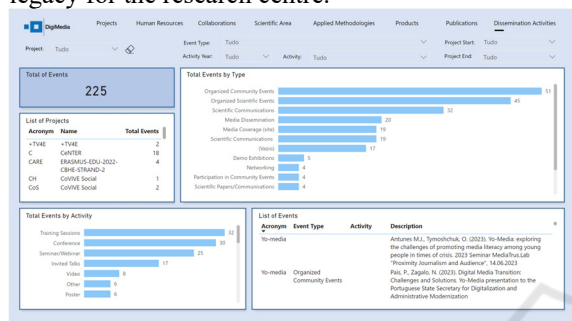 legacy for the research centre.
DigiMedia Projects Human Resources Collaborations Scientific Area Applied Methodologies Products Publications Dissemination Activities
Project: Tudo Event Type: Tudo Project Start: Tudo
Activity Year: Tudo Activity: Tudo Project End: Tudo
Total of Events
225
List of Projects
Acronym Name Total Events
+TV4E +TV4E 2
C CeNTER 18
CARE ERASMUS-EDU-2022-CBHE-STRAND-2 4
CH CoVIVE Social 1
CoS CoVIVE Social 2
Total Events by Type
Organized Community Events 51
Organized Scientific Events 45
Scientific Communications 32
Media Dissemination 20
Media Coverage (site) 19
Scientific Communications 19
(Vazio) 17
Demo Exhibitions 5
Networking 4
Participation in Community Events 4
Scientific Papers/Communications 4
Total Events by Activity
Training Sessions 32
Conference 30
Seminar/Webinar 25
Invited Talks 17
Video 8
Other 6
Poster 6
List of Events
Acronym Event Type Activity Description
Yo-media Antunes M.J., Tymoshchuk, O. (2023). Yo-Media: exploring
the challenges of promoting media literacy among young
people in times of crisis. 2023 Seminar MediaTrus.Lab
"Proximity Journalism and Audience", 14.06.2023
Yo-media Organized Community Events Pais, P., Zagalo, N. (2023). Digital Media Transition:
Challenges and Solutions. Yo-Media presentation to the
Portuguese State Secretary for Digitalization and
Administrative Modernization